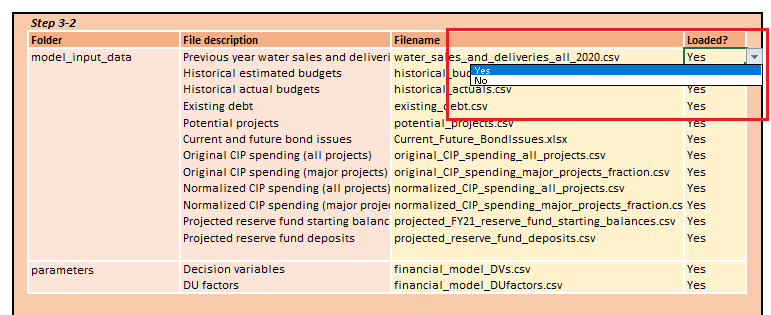 Step 3-2
Folder File description Filename Loaded?
model_input_data Previous year water sales and deliveri water_sales_and_deliveries_all_2020.csv Yes
Historical estimated budgets historical_bu
Yes
No
Historical actual budgets historical_actuals.csv Yes
Existing debt existing_debt.csv Yes
Potential projects potential_projects.csv Yes
Current and future bond issues Current_Future_BondIssues.xlsx Yes
Original CIP spending (all projects) original_CIP_spending_all_projects.csv Yes
Original CIP spending (major projects) original_CIP_spending_major_projects_fraction.csv Yes
Normalized CIP spending (all projects) normalized_CIP_spending_all_projects.csv Yes
Normalized CIP spending (major proje normalized_CIP_spending_major_projects_fraction.cs Yes
Projected reserve fund starting balanc projected_FY21_reserve_fund_starting_balances.csv Yes
Projected reserve fund deposits projected_reserve_fund_deposits.csv Yes
parameters Decision variables financial_model_DVs.csv Yes
DU factors financial_model_DUfactors.csv Yes